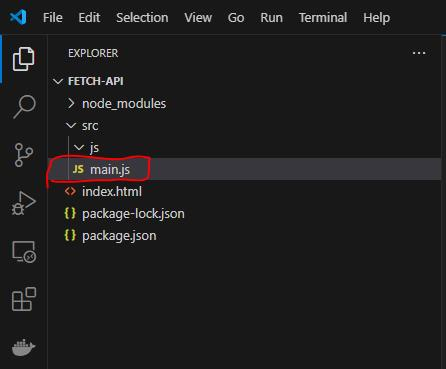 File Edit Selection View Go Run Terminal Help
EXPLORER
FETCH-API
node_modules
src
js
JS main.js
<> index.html
{} package-lock.json
{} package.json